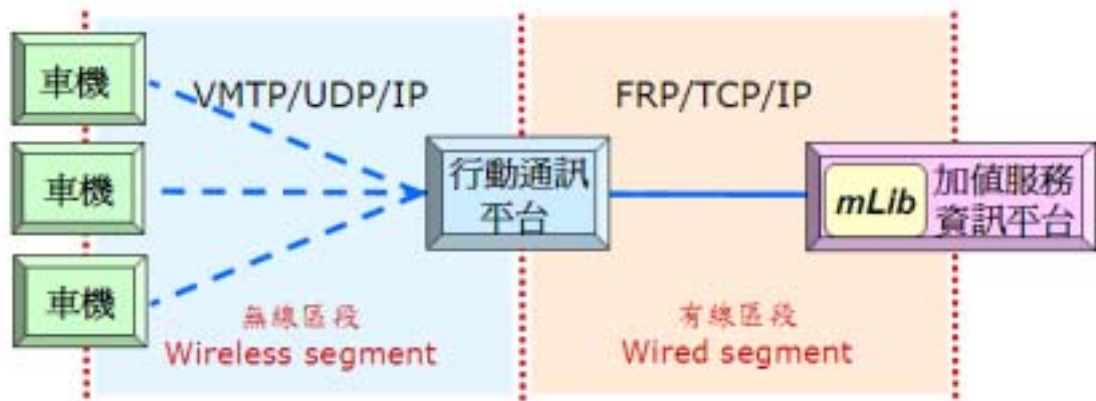 車機
VMTP/UDP/IP
FRP/TCP/IP
車機
行動通訊
平台
mLib
加值服務
資訊平台
車機
無線區段
Wireless segment
有線區段
Wired segment